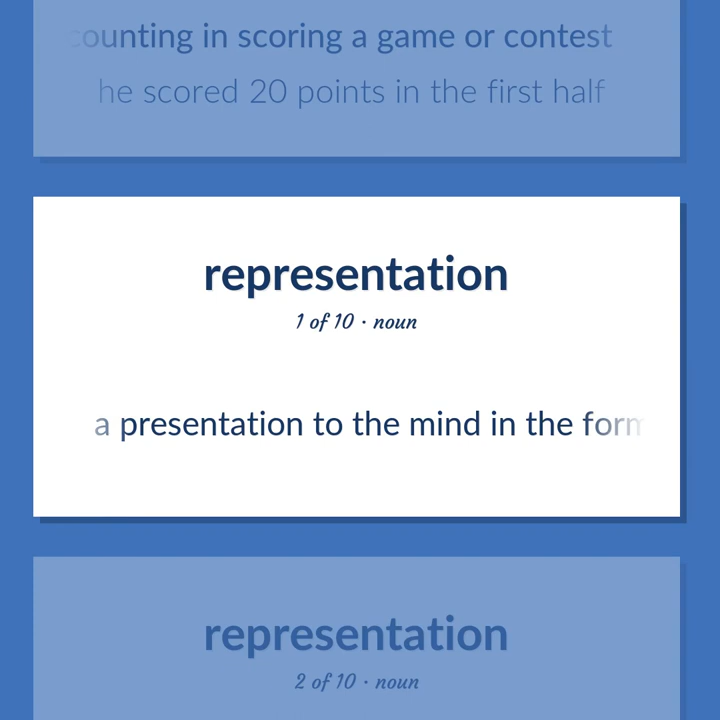 counting in scoring a game or contest
he scored 20 points in the first half
representation
1 of 10 · noun
a presentation to the mind in the form
representation
2 of 10 · noun